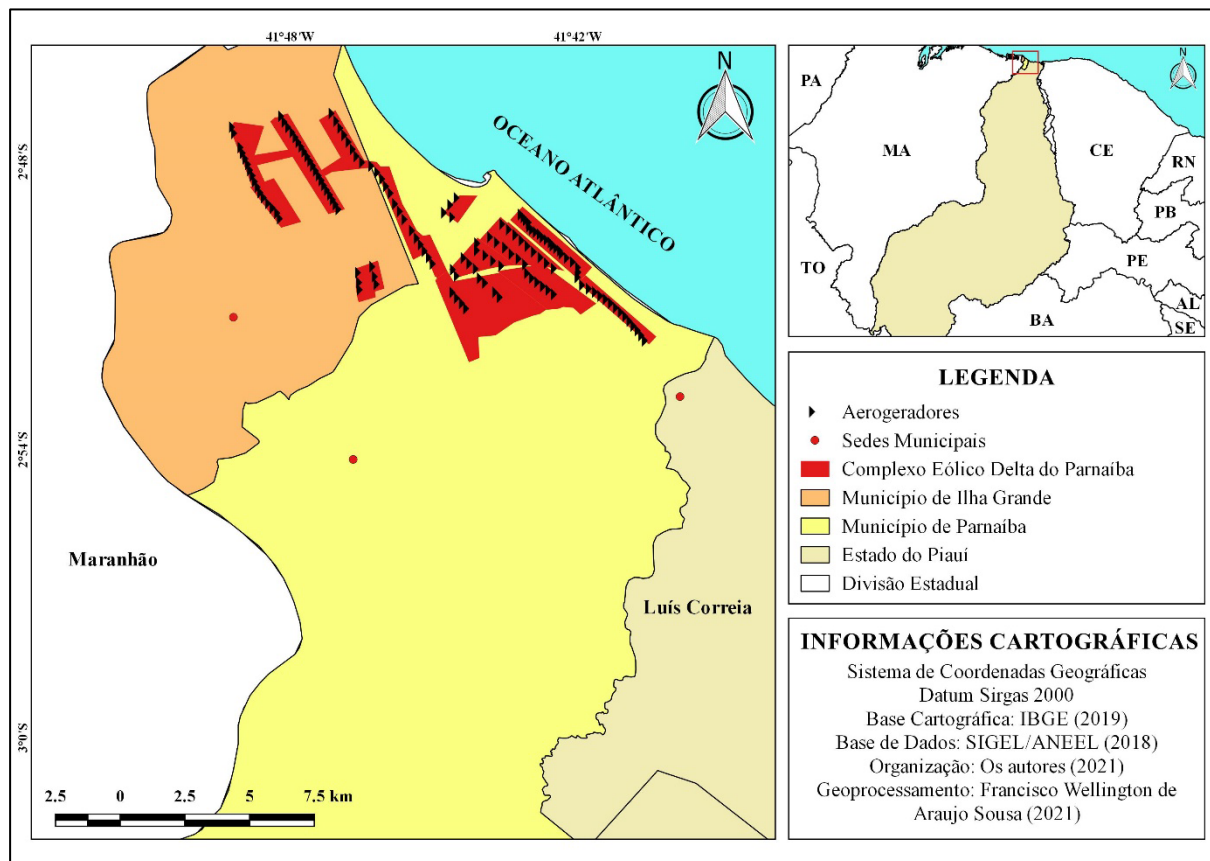 41°48'W
41°42'W
2°48'S
2°54'S
3°0'S
N
OCEANO ATLÂNTICO
Maranhão
Luís Correia
2.5 0 2.5 5 7.5 km
N
PA
MA
CE
RN
PB
PE
TO
AL
SE
BA
LEGENDA
Aerogeradores
Sedes Municipais
Complexo Eólico Delta do Parnaíba
Município de Ilha Grande
Município de Parnaíba
Estado do Piauí
Divisão Estadual
INFORMAÇÕES CARTOGRÁFICAS
Sistema de Coordenadas Geográficas
Datum Sirgas 2000
Base Cartográfica: IBGE (2019)
Base de Dados: SIGEL/ANEEL (2018)
Organização: Os autores (2021)
Geoprocessamento: Francisco Wellington de
Araujo Sousa (2021)